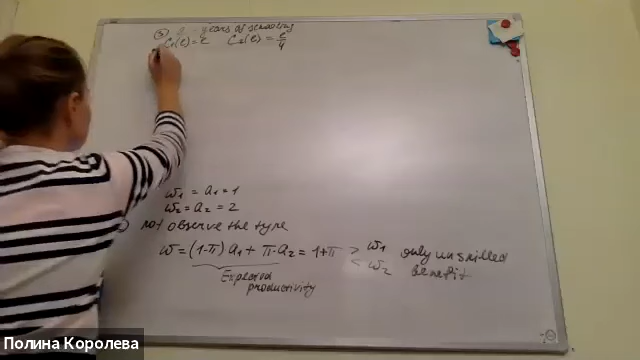 years of schooling
C₁(e) = e C₂(e) = e/4
w₁ = a₁ = 1
w₂ = a₂ = 2
not observe the type
w = (1-π) a₁ + π·a₂ = 1+π > w₁ only unskilled
< w₂ benefit
Expected
productivity
Полина Королева